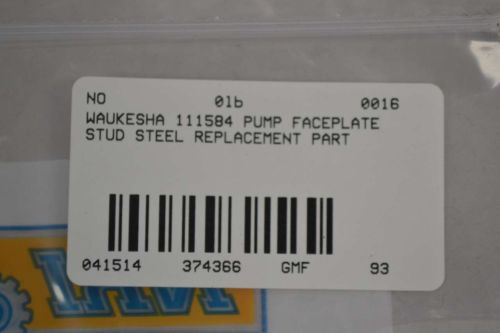 NO 01b 0016
WAUKESHA 111584 PUMP FACEPLATE
STUD STEEL REPLACEMENT PART
041514 374366 GMF 93